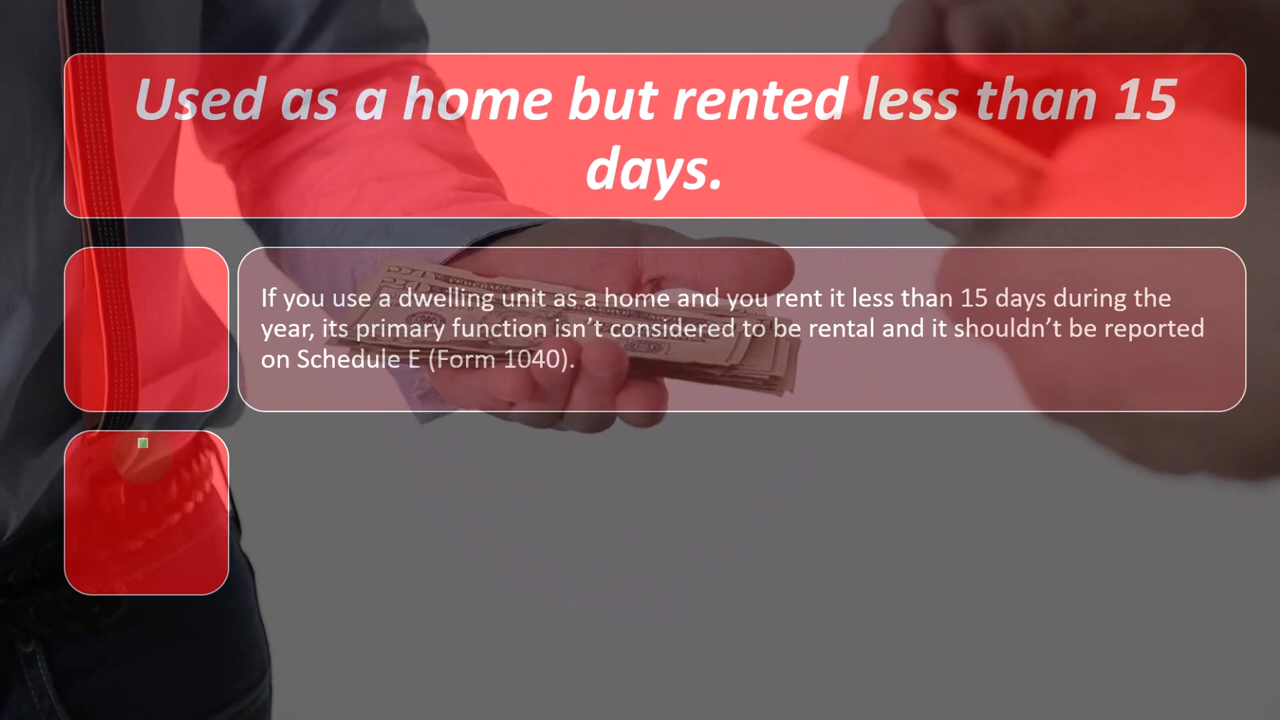 Used as a home but rented less than 15
days.
If you use a dwelling unit as a home and you rent it less than 15 days during the
year, its primary function isn’t considered to be rental and it shouldn’t be reported
on Schedule E (Form 1040).